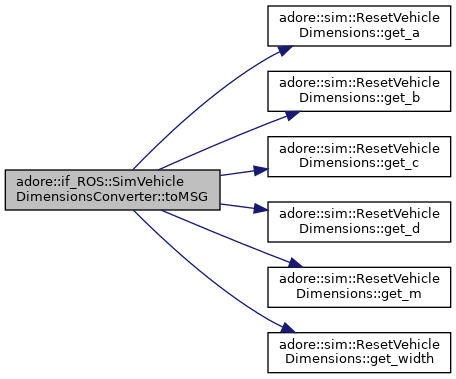 adore::if_ROS::SimVehicle
DimensionsConverter::toMSG
adore::sim::ResetVehicle
Dimensions::get_a
adore::sim::ResetVehicle
Dimensions::get_b
adore::sim::ResetVehicle
Dimensions::get_c
adore::sim::ResetVehicle
Dimensions::get_d
adore::sim::ResetVehicle
Dimensions::get_m
adore::sim::ResetVehicle
Dimensions::get_width